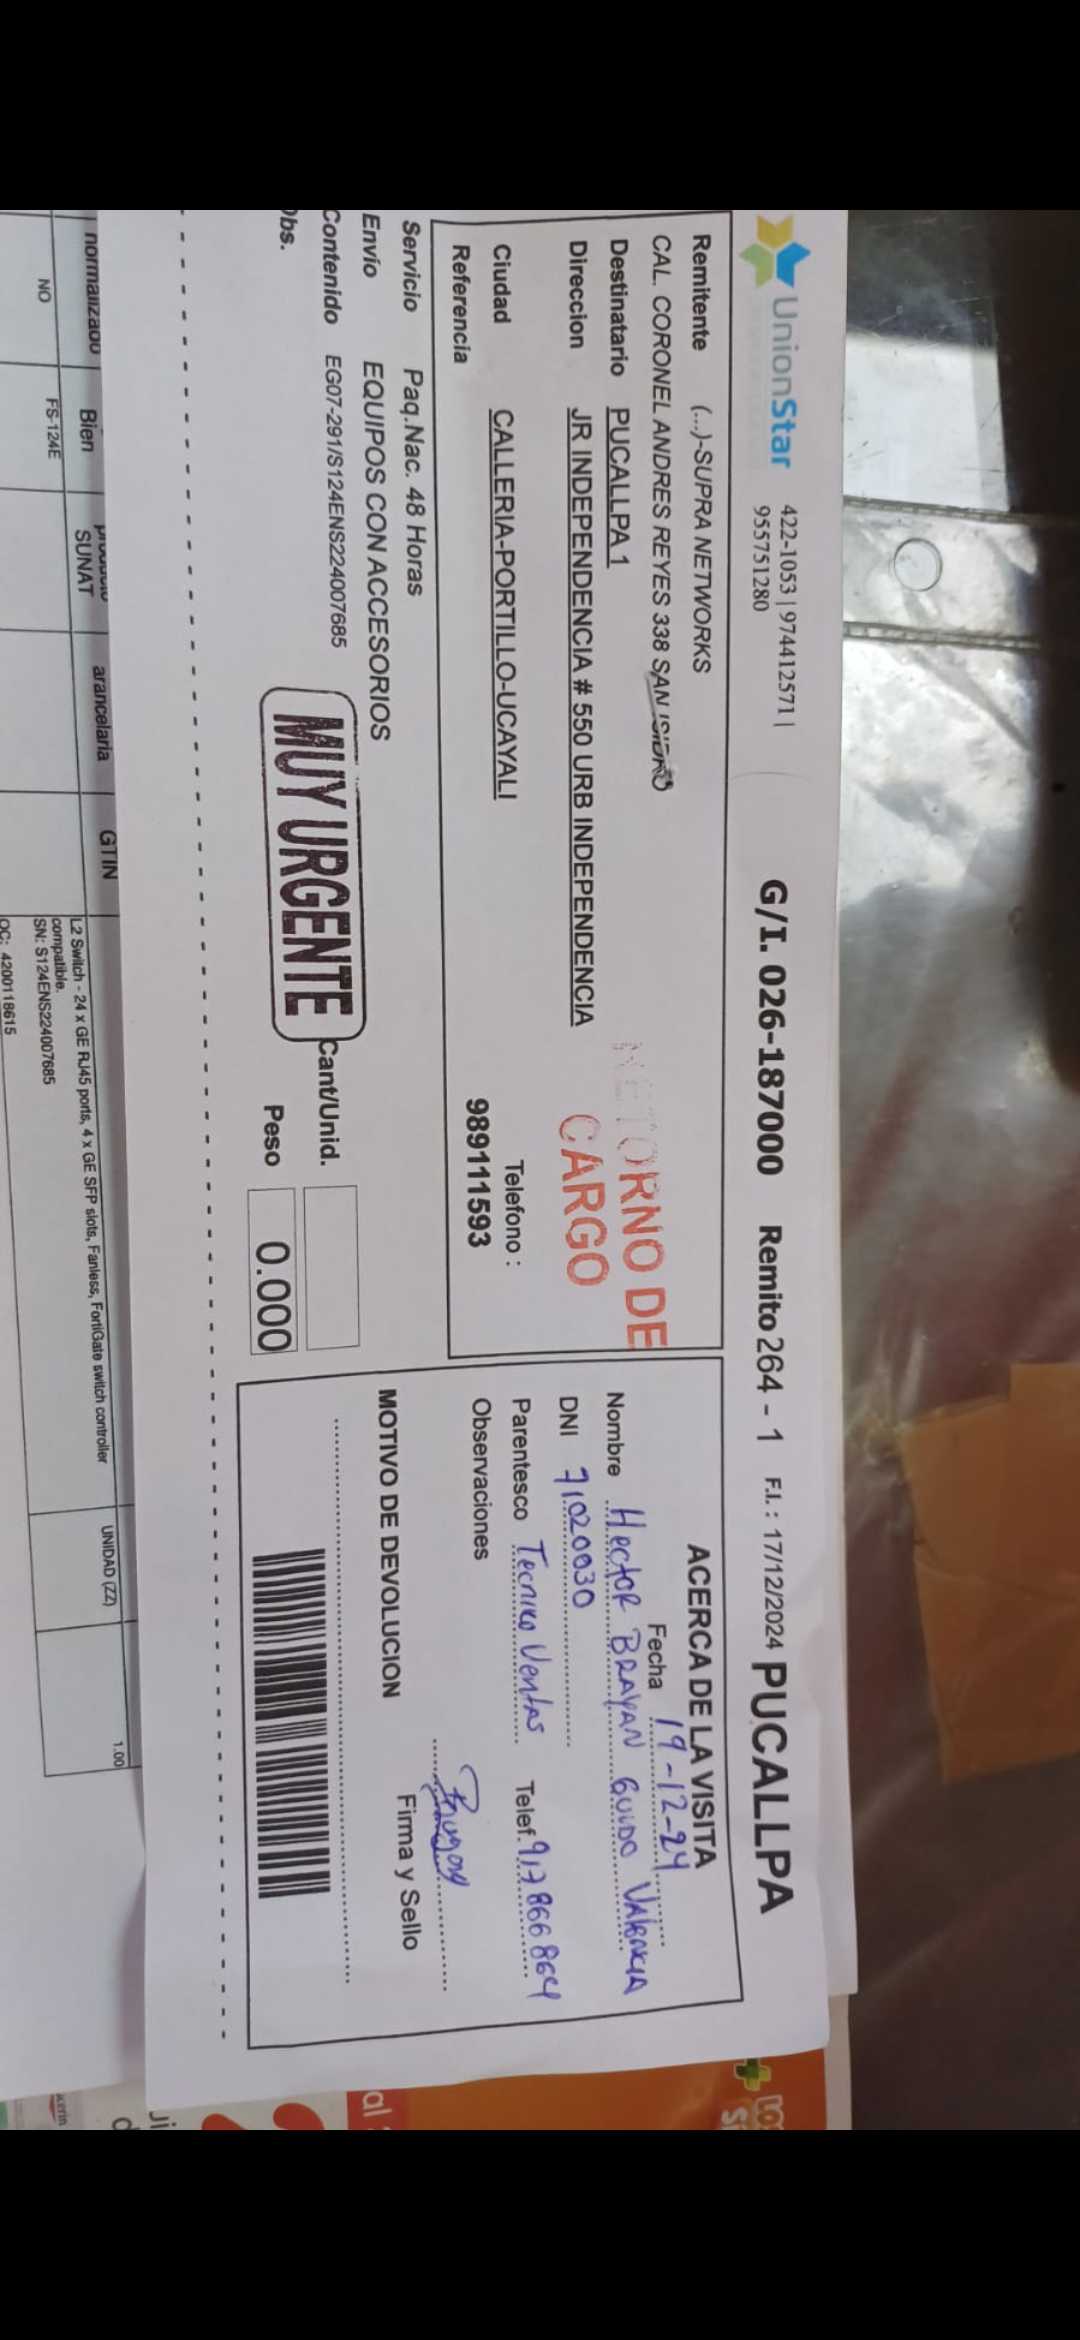 UnionStar
422-1053 | 974412571 |
955751280
G/I. 026-187000 Remito 264 - 1 F.I. : 17/12/2024 PUCALLPA
Remitente (...)-SUPRA NETWORKS
CAL. CORONEL ANDRES REYES 338 SAN ISIDRO
Destinatario PUCALLPA 1
Direccion JR INDEPENDENCIA # 550 URB INDEPENDENCIA
Ciudad CALLERIA-PORTILLO-UCAYALI
Telefono :
Referencia
989111593
RETORNO DE
CARGO
Servicio Paq.Nac. 48 Horas
Envío EQUIPOS CON ACCESORIOS
Contenido EG07-291/S124ENS224007685
Obs.
MUY URGENTE
Cant/Unid.
Peso 0.000
ACERCA DE LA VISITA
Fecha 19-12-24
Nombre Hector BRAYAN GUIDO VALENCIA
DNI 71020030
Parentesco Tecnico Ventas Telef. 917866864
Observaciones
Firma y Sello
MOTIVO DE DEVOLUCION
normalizado Bien producto SUNAT arancelaria GTIN
NO FS-124E
L2 Switch - 24 x GE RJ45 ports, 4 x GE SFP slots, Fanless, FortiGate switch controller
compatible.
SN: S124ENS224007685
OC: 4200118615
UNIDAD (ZZ) 1.00
al